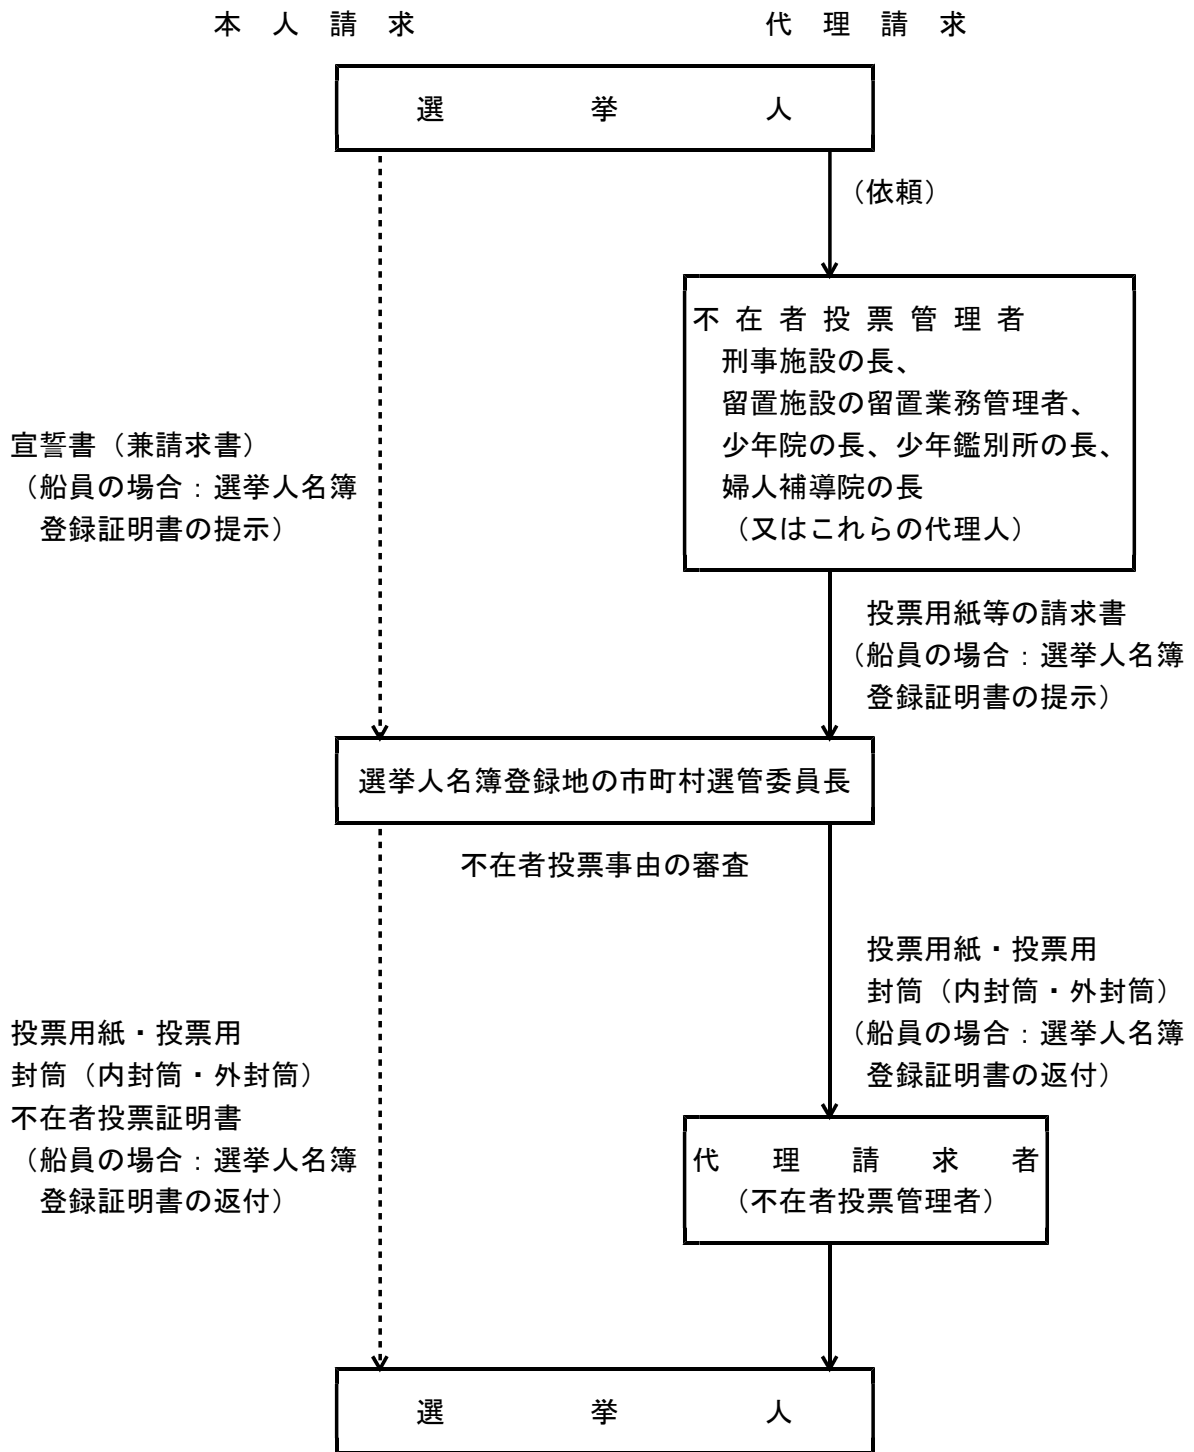 本人請求
代理請求
選挙人
（依頼）
不在者投票管理者
刑事施設の長、
留置施設の留置業務管理者、
少年院の長、少年鑑別所の長、
婦人補導院の長
（又はこれらの代理人）
宣誓書（兼請求書）
（船員の場合：選挙人名簿
登録証明書の提示）
投票用紙等の請求書
（船員の場合：選挙人名簿
登録証明書の提示）
選挙人名簿登録地の市町村選管委員長
不在者投票事由の審査
投票用紙・投票用
封筒（内封筒・外封筒）
（船員の場合：選挙人名簿
登録証明書の返付）
投票用紙・投票用
封筒（内封筒・外封筒）
不在者投票証明書
（船員の場合：選挙人名簿
登録証明書の返付）
代理請求者
（不在者投票管理者）
選挙人